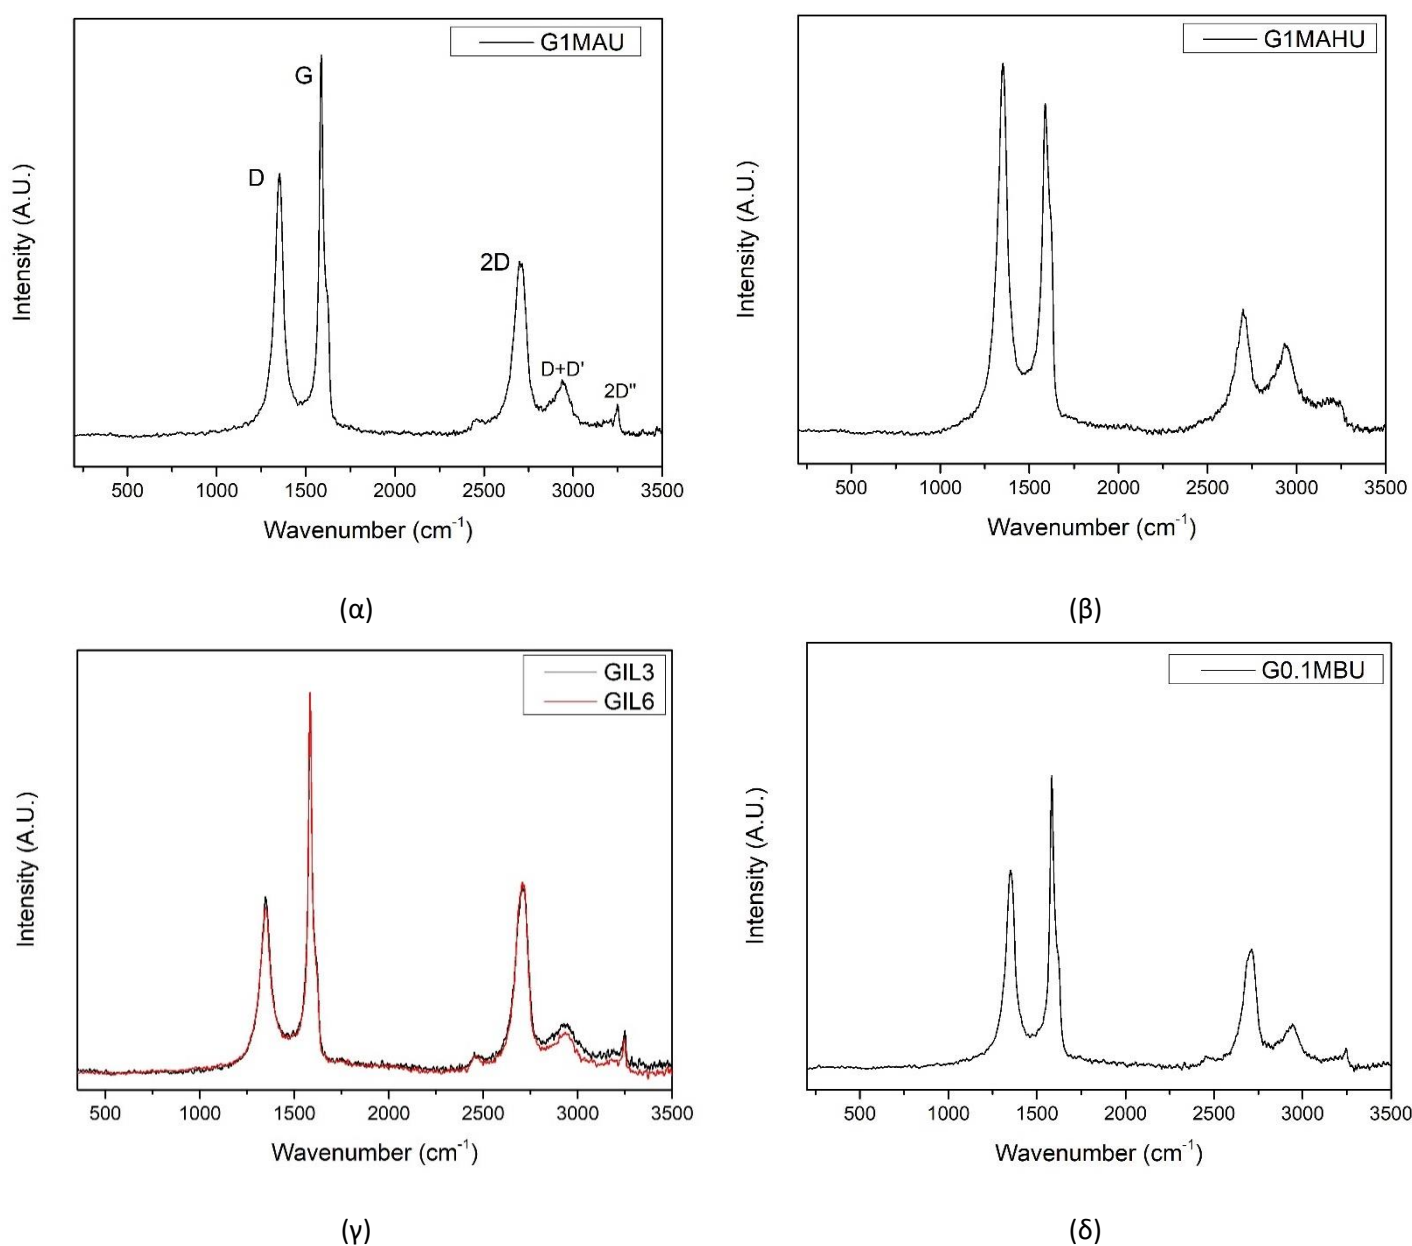 G1MAU
D
G
2D
D+D'
2D"
Intensity (A.U.)
500 1000 1500 2000 2500 3000 3500
Wavenumber (cm⁻¹)
(α)
G1MAHU
Intensity (A.U.)
500 1000 1500 2000 2500 3000 3500
Wavenumber (cm⁻¹)
(β)
GIL3
GIL6
Intensity (A.U.)
500 1000 1500 2000 2500 3000 3500
Wavenumber (cm⁻¹)
(γ)
G0.1MBU
Intensity (A.U.)
500 1000 1500 2000 2500 3000 3500
Wavenumber (cm⁻¹)
(δ)